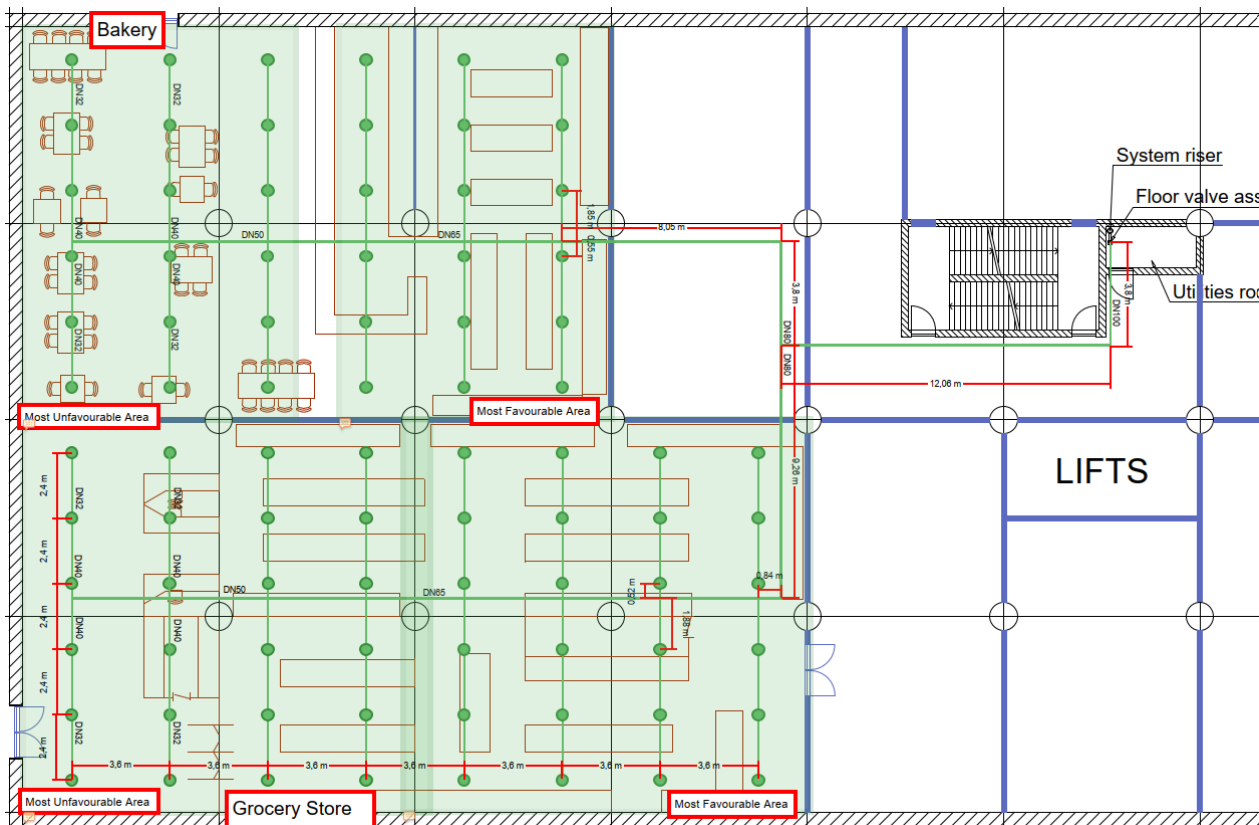 Bakery
DN32
DN32
System riser
Floor valve ass
1,85 m
8,05 m
DN40
DN40
DN50
DN65
0,55 m
DN40
DN40
3,8 m
3,8 m
Utilities roo
DN100
DN32
DN32
DN80
DN80
12,06 m
Most Unfavourable Area
Most Favourable Area
2,4 m
DN32
9,26 m
LIFTS
2,4 m
DN40
DN40
DN50
DN65
0,52 m
0,84 m
2,4 m
DN40
DN40
1,88 m
2,4 m
DN32
DN32
2,4 m
3,6 m
3,6 m
3,6 m
3,6 m
3,6 m
3,6 m
3,6 m
Most Unfavourable Area
Grocery Store
Most Favourable Area